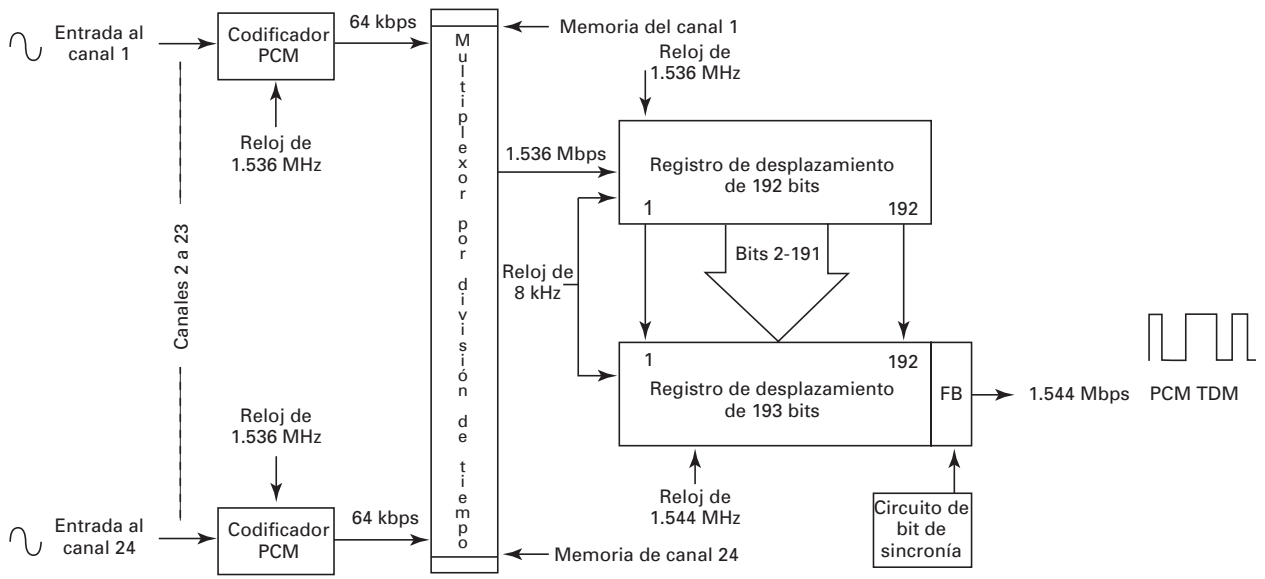 Entrada al
canal 1
Codificador
PCM
64 kbps
Reloj de
1.536 MHz
Canales 2 a 23
Reloj de
1.536 MHz
Entrada al
canal 24
Codificador
PCM
64 kbps
Multiplexor por división de tiempo
Memoria del canal 1
Memoria de canal 24
1.536 Mbps
Reloj de
1.536 MHz
Registro de desplazamiento
de 192 bits
1
192
Bits 2-191
Reloj de
8 kHz
1
192
Registro de desplazamiento
de 193 bits
FB
1.544 Mbps
PCM TDM
Reloj de
1.544 MHz
Circuito de
bit de
sincronía